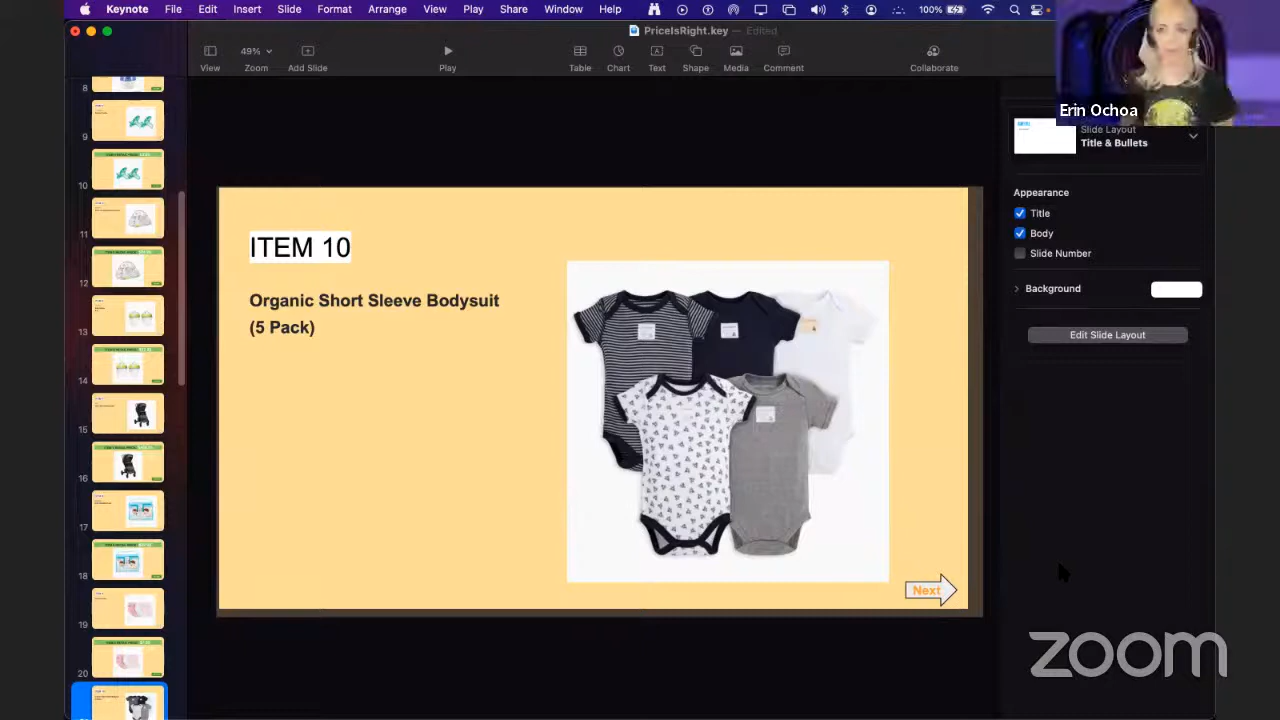 Keynote File Edit Insert Slide Format Arrange View Play Share Window Help 100%
PriceIsRight.key — Edited
49%
View Zoom Add Slide Play Table Chart Text Shape Media Comment Collaborate
Erin Ochoa
Slide Layout
Title & Bullets
Appearance
Title
Body
Slide Number
Background
Edit Slide Layout
8
9
10
11
12
13
14
15
16
17
18
19
20
ITEM 10
Organic Short Sleeve Bodysuit
(5 Pack)
Next
zoom